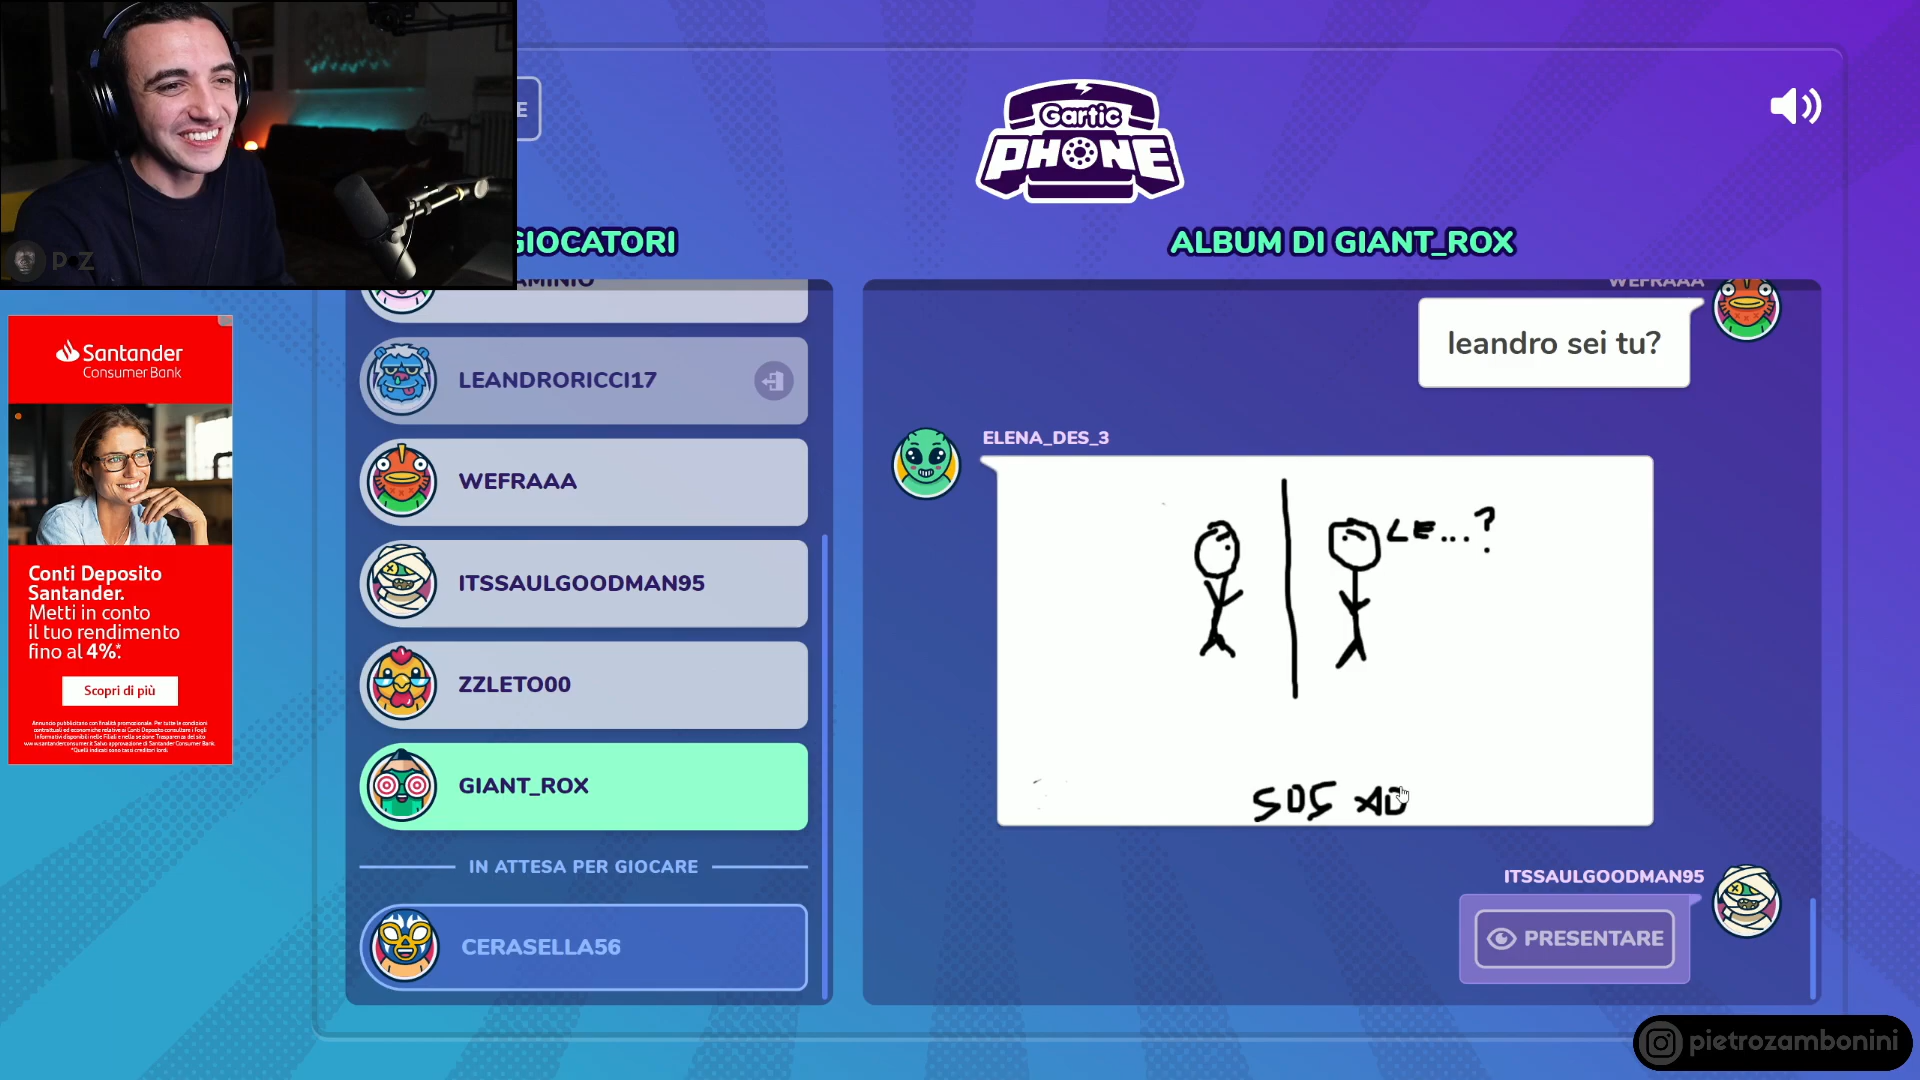 E
Gartic
PHONE
P Z
GIOCATORI
ALBUM DI GIANT_ROX
WEFRAAA
leandro sei tu?
LEANDRORICCI17
ELENA_DES_3
LE...?
WEFRAAA
ITSSAULGOODMAN95
ZZLETO00
GIANT_ROX
SOS AD
IN ATTESA PER GIOCARE
ITSSAULGOODMAN95
PRESENTARE
CERASELLA56
Santander
Consumer Bank
Conti Deposito
Santander.
Metti in conto
il tuo rendimento
fino al 4%.*
Scopri di più
pietrozambonini